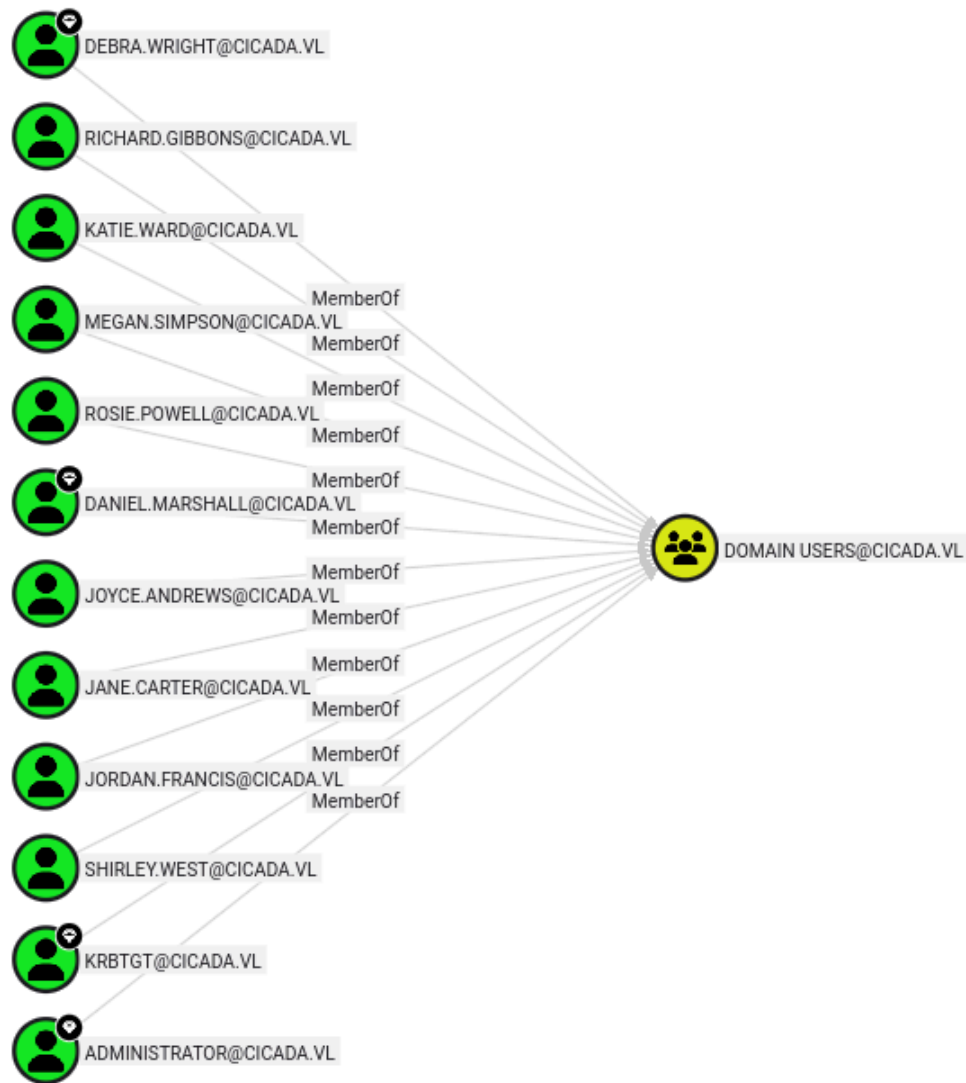 DEBRA.WRIGHT@CICADA.VL
RICHARD.GIBBONS@CICADA.VL
KATIE.WARD@CICADA.VL
MemberOf
MEGAN.SIMPSON@CICADA.VL
MemberOf
MemberOf
ROSIE.POWELL@CICADA.VL
MemberOf
MemberOf
DANIEL.MARSHALL@CICADA.VL
MemberOf
DOMAIN USERS@CICADA.VL
MemberOf
JOYCE.ANDREWS@CICADA.VL
MemberOf
MemberOf
JANE.CARTER@CICADA.VL
MemberOf
MemberOf
JORDAN.FRANCIS@CICADA.VL
MemberOf
SHIRLEY.WEST@CICADA.VL
KRBTGT@CICADA.VL
ADMINISTRATOR@CICADA.VL